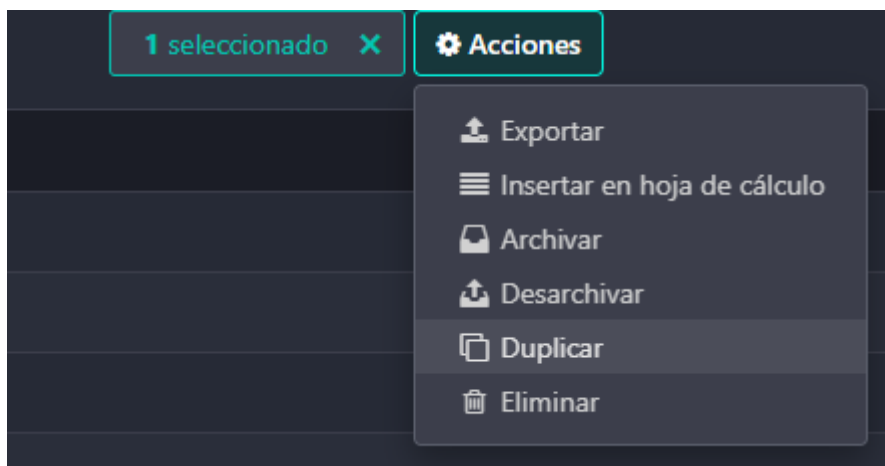 1 seleccionado
Acciones
Exportar
Insertar en hoja de cálculo
Archivar
Desarchivar
Duplicar
Eliminar